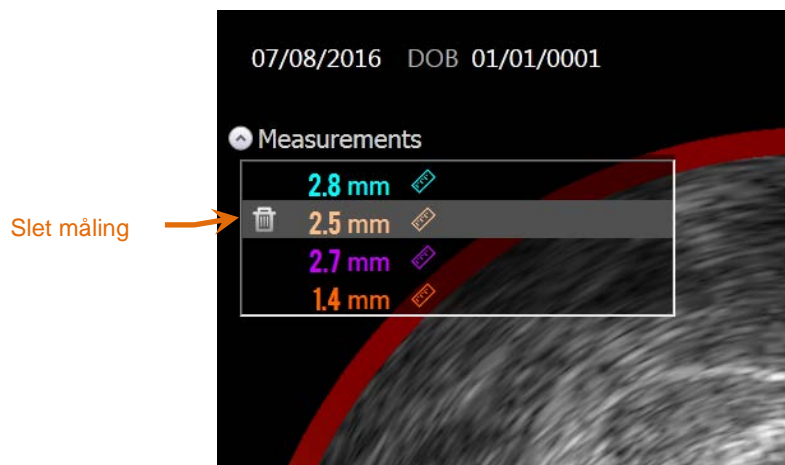 07/08/2016 DOB 01/01/0001
Measurements
2.8 mm
Slet måling
2.5 mm
2.7 mm
1.4 mm